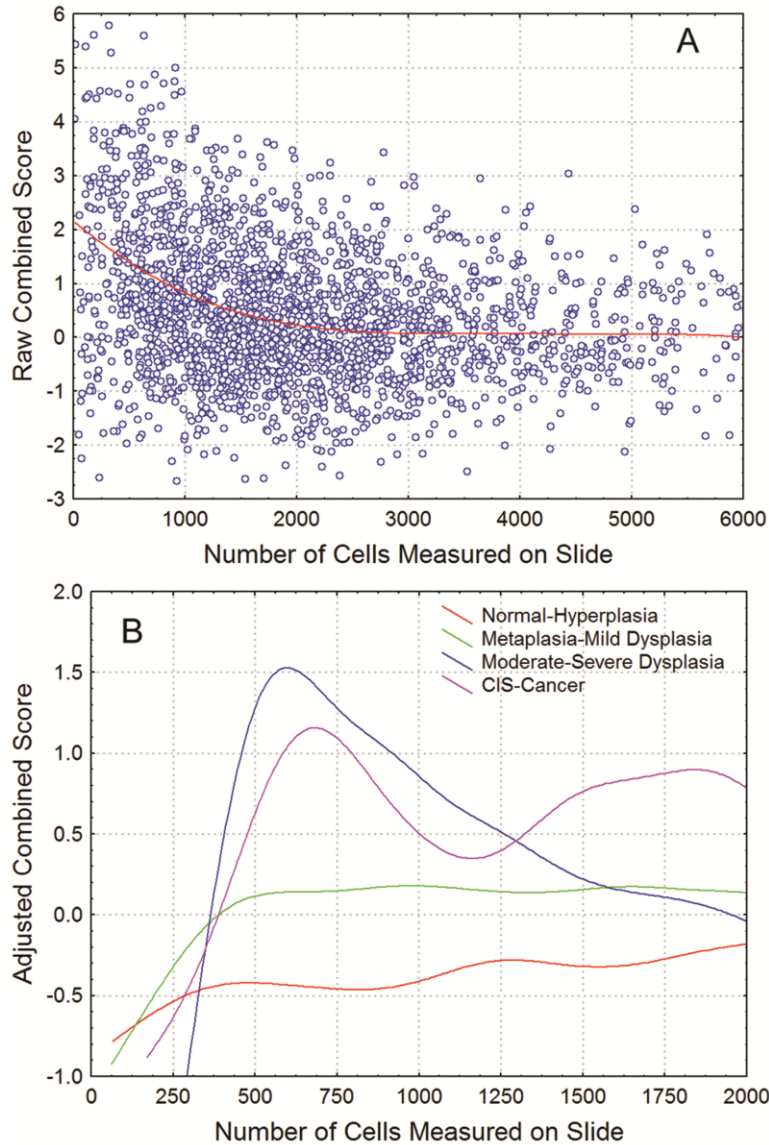 A
Raw Combined Score
6
5
4
3
2
1
0
-1
-2
-3
0 1000 2000 3000 4000 5000 6000
Number of Cells Measured on Slide
B
Normal-Hyperplasia
Metaplasia-Mild Dysplasia
Moderate-Severe Dysplasia
CIS-Cancer
Adjusted Combined Score
2.0
1.5
1.0
0.5
0.0
-0.5
-1.0
0 250 500 750 1000 1250 1500 1750 2000
Number of Cells Measured on Slide